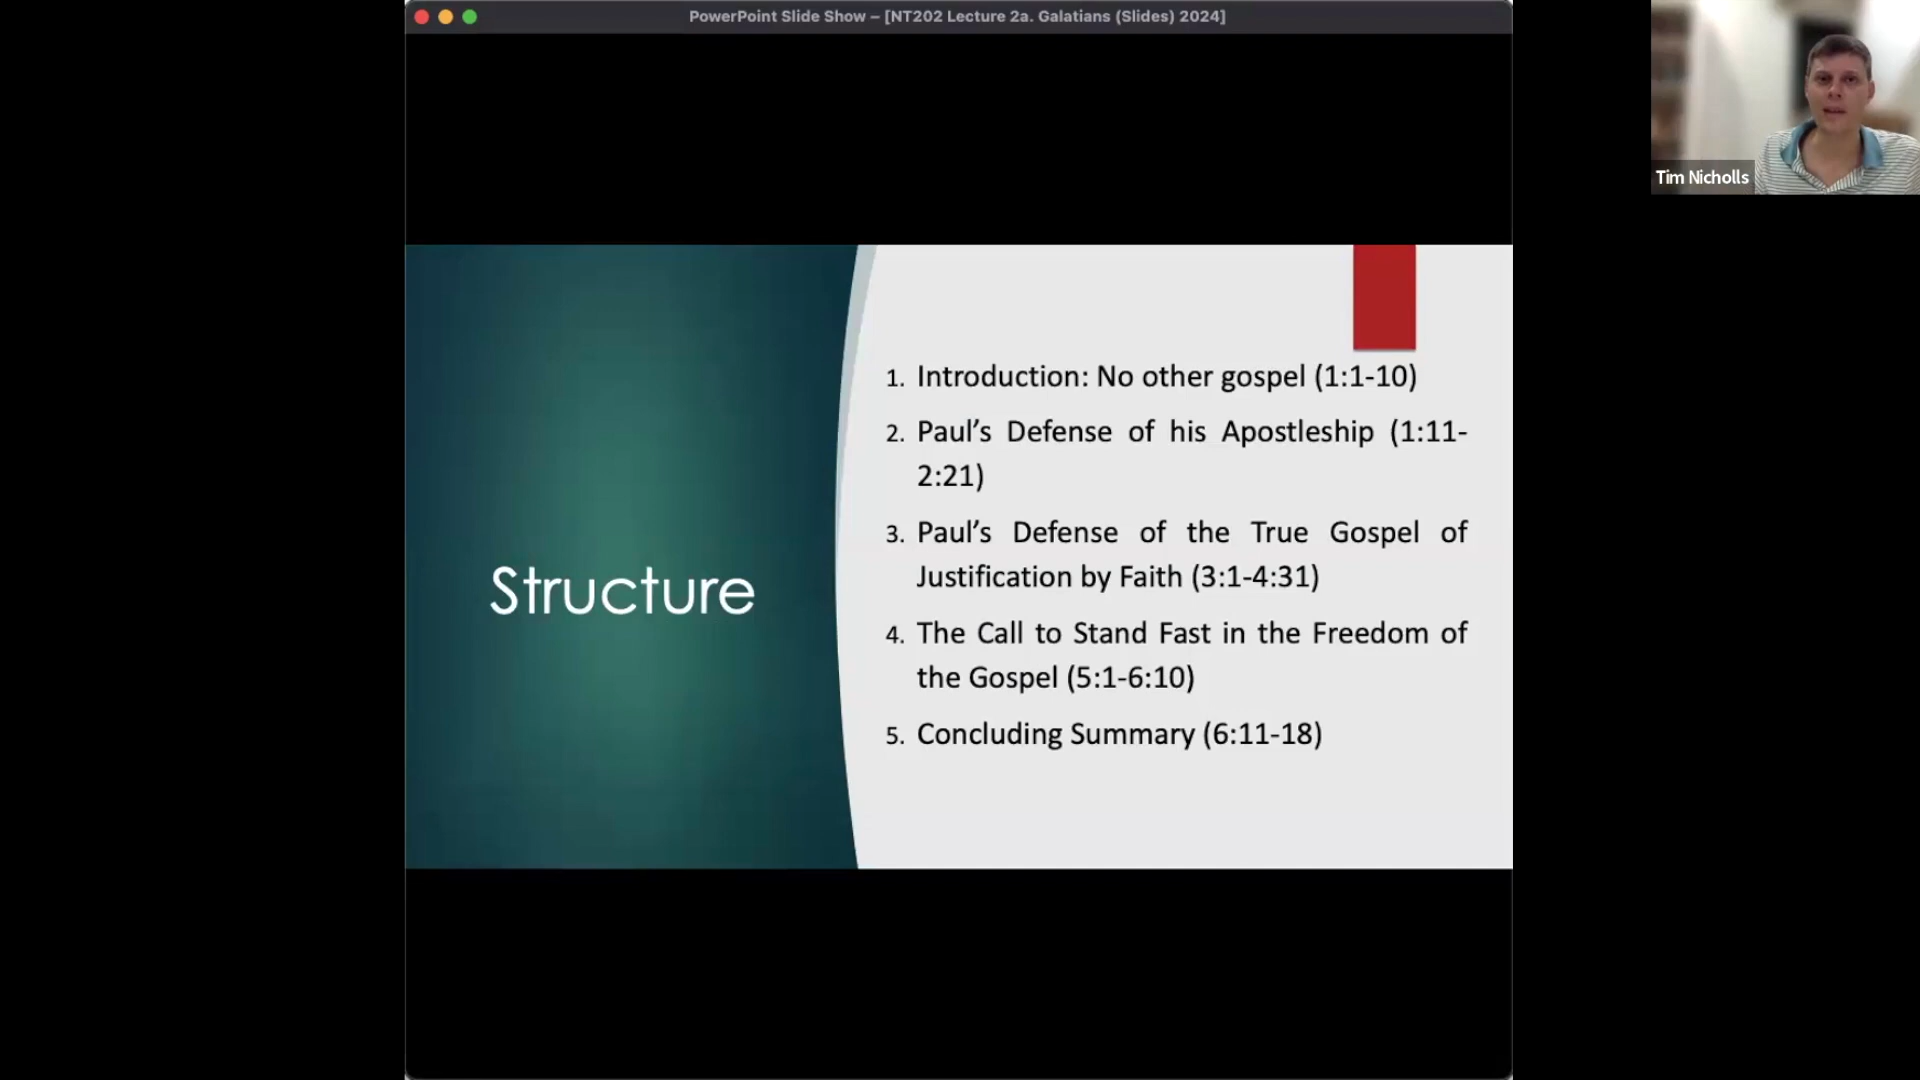 PowerPoint Slide Show – [NT202 Lecture 2a. Galatians (Slides) 2024]
Tim Nicholls
Structure
1. Introduction: No other gospel (1:1-10)
2. Paul’s Defense of his Apostleship (1:11-
2:21)
3. Paul’s Defense of the True Gospel of
Justification by Faith (3:1-4:31)
4. The Call to Stand Fast in the Freedom of
the Gospel (5:1-6:10)
5. Concluding Summary (6:11-18)